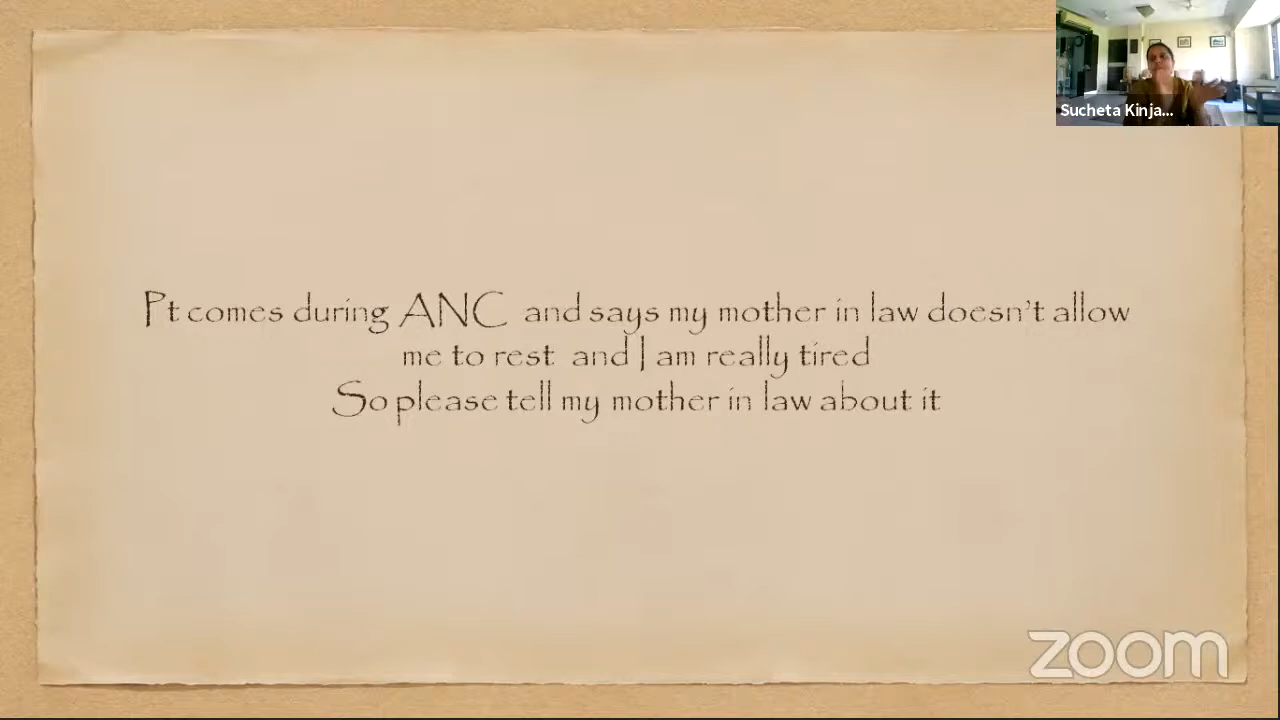 Sucheta Kinja...
Pt comes during ANC and says my mother in law doesn't allow
me to rest and I am really tired
So please tell my mother in law about it
zoom